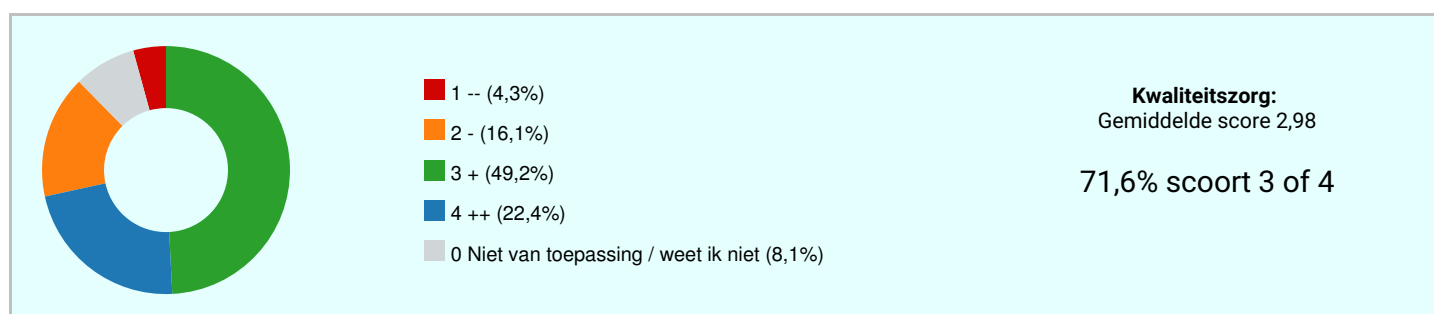 1 -- (4,3%)
2 - (16,1%)
3 + (49,2%)
4 ++ (22,4%)
0 Niet van toepassing / weet ik niet (8,1%)
Kwaliteitszorg:
Gemiddelde score 2,98
71,6% scoort 3 of 4